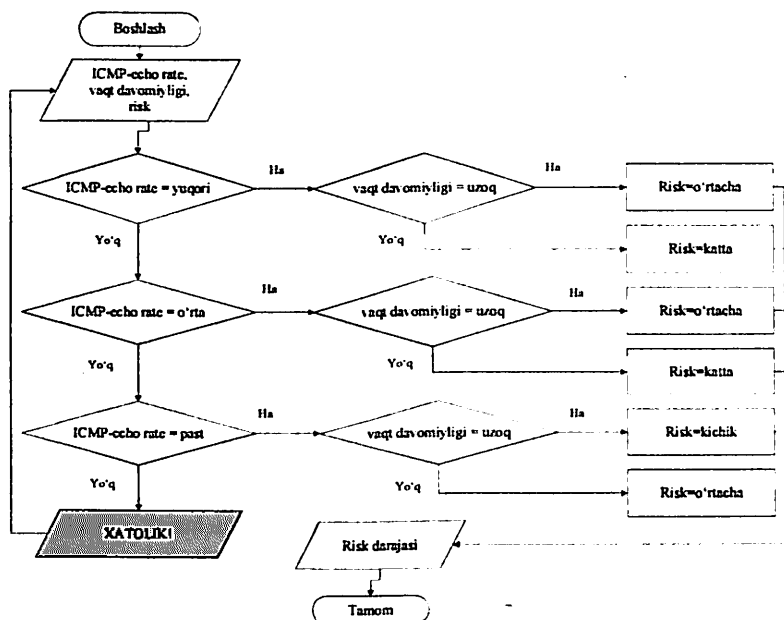 Boshlash
ICMP-echo rate,
vaqt davomiyligi,
risk
ICMP-echo rate = yuqori
Ha
vaqt davomiyligi = uzoq
Ha
Risk=o‘rtacha
Yo‘q
Yo‘q
Risk=katta
ICMP-echo rate = o‘rta
Ha
vaqt davomiyligi = uzoq
Ha
Risk=o‘rtacha
Yo‘q
Yo‘q
Risk=katta
ICMP-echo rate = past
Ha
vaqt davomiyligi = uzoq
Ha
Risk=kichik
Yo‘q
Yo‘q
Risk=o‘rtacha
XATOLIK!
Risk darajasi
Tamom